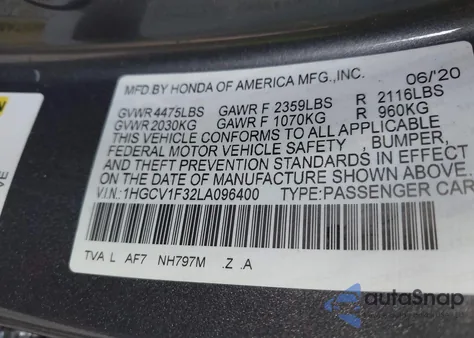 MFD.BY HONDA OF AMERICA MFG.,INC. 06/'20
GVWR 4475LBS GAWR F 2359LBS R 2116LBS
GVWR 2030KG GAWR F 1070KG R 960KG
THIS VEHICLE CONFORMS TO ALL APPLICABLE
FEDERAL MOTOR VEHICLE SAFETY , BUMPER,
AND THEFT PREVENTION STANDARDS IN EFFECT
ON THE DATE OF MANUFACTURE SHOWN ABOVE.
V.I.N.:1HGCV1F32LA096400 TYPE:PASSENGER CAR
TVA L AF7 NH797M .Z .A
autoSnap